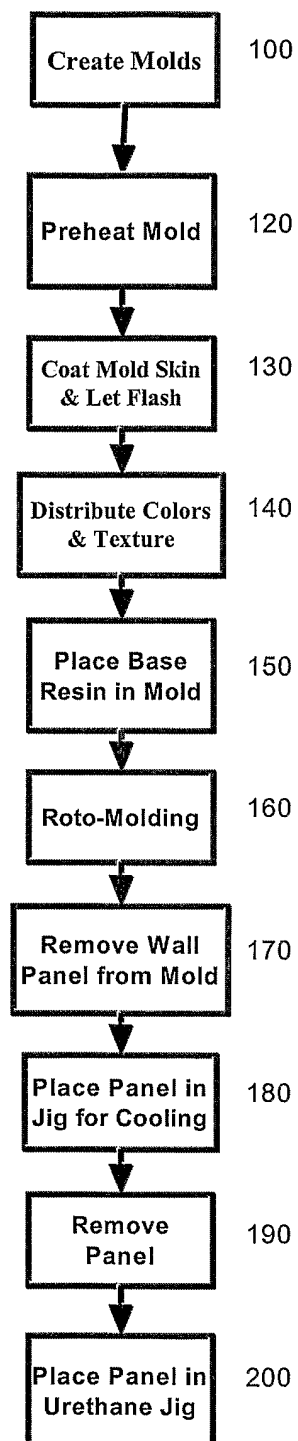 Create Molds 100
Preheat Mold 120
Coat Mold Skin 130
& Let Flash
Distribute Colors 140
& Texture
Place Base 150
Resin in Mold
Roto-Molding 160
Remove Wall 170
Panel from Mold
Place Panel in 180
Jig for Cooling
Remove 190
Panel
Place Panel in 200
Urethane Jig